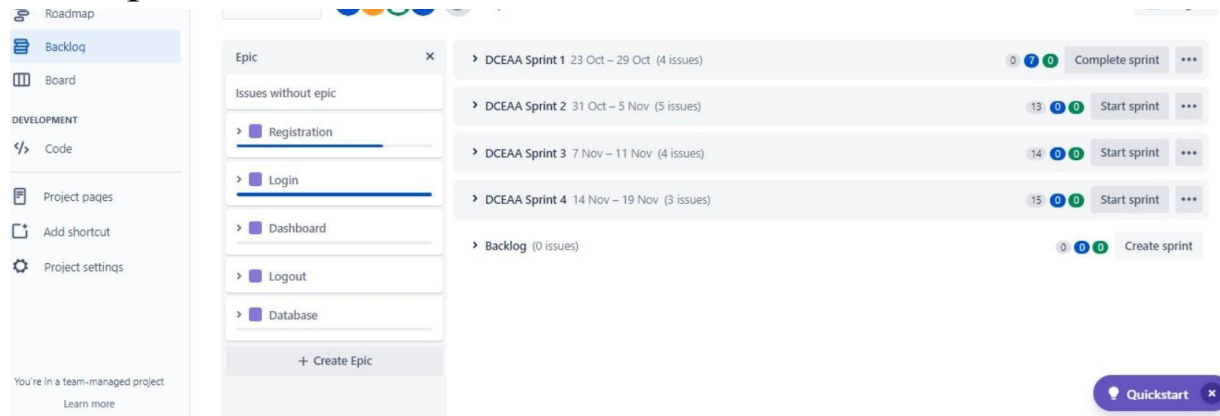 Roadmap
Backlog
Board
DEVELOPMENT
Code
Project pages
Add shortcut
Project settings
You're in a team-managed project
Learn more
Epic
Issues without epic
Registration
Login
Dashboard
Logout
Database
+ Create Epic
DCEAA Sprint 1 23 Oct – 29 Oct (4 issues) 0 7 0 Complete sprint
DCEAA Sprint 2 31 Oct – 5 Nov (5 issues) 13 0 0 Start sprint
DCEAA Sprint 3 7 Nov – 11 Nov (4 issues) 14 0 0 Start sprint
DCEAA Sprint 4 14 Nov – 19 Nov (3 issues) 15 0 0 Start sprint
Backlog (0 issues) 0 0 0 Create sprint
Quickstart